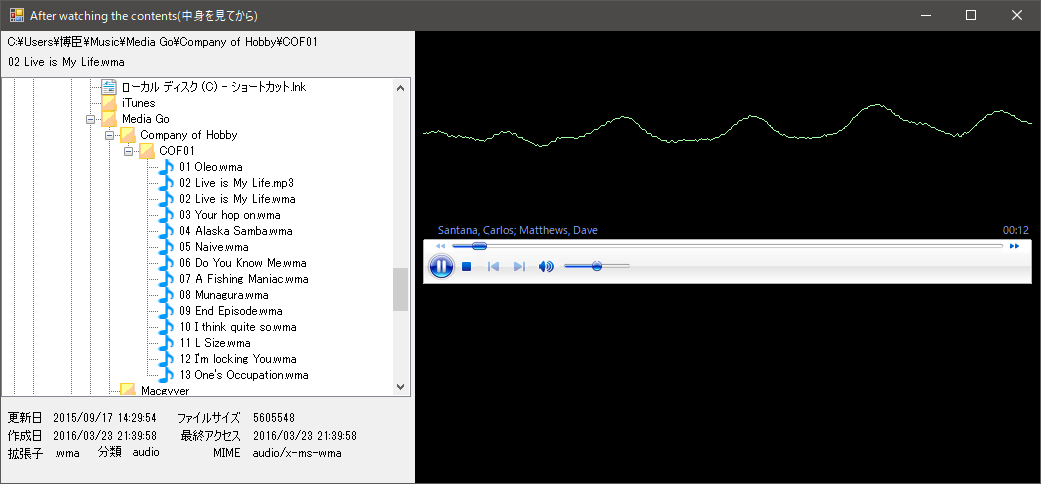 After watching the contents(中身を見てから)
C:¥Users¥博臣¥Music¥Media Go¥Company of Hobby¥COF01
02 Live is My Life.wma
ローカル ディスク (C) - ショートカット.lnk
iTunes
Media Go
Company of Hobby
COF01
01 Oleo.wma
02 Live is My Life.mp3
02 Live is My Life.wma
03 Your hop on.wma
04 Alaska Samba.wma
05 Naive.wma
06 Do You Know Me.wma
07 A Fishing Maniac.wma
08 Munagura.wma
09 End Episode.wma
10 I think quite so.wma
11 L Size.wma
12 I'm locking You.wma
13 One's Occupation.wma
Macgyver
更新日 2015/09/17 14:29:54 ファイルサイズ 5605548
作成日 2016/03/23 21:39:58 最終アクセス 2016/03/23 21:39:58
拡張子 .wma 分類 audio MIME audio/x-ms-wma
Santana, Carlos; Matthews, Dave 00:12